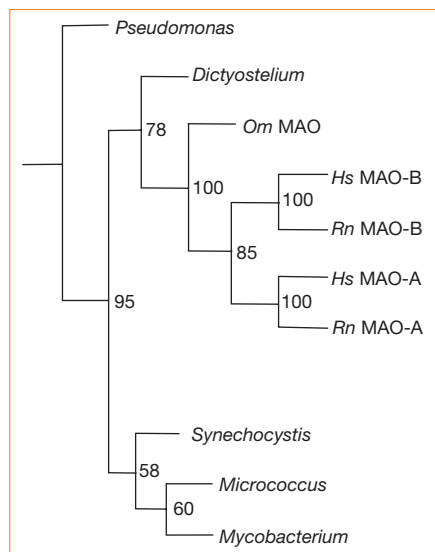 Pseudomonas
Dictyostelium
78
Om MAO
100
Hs MAO-B
100
Rn MAO-B
85
Hs MAO-A
95
100
Rn MAO-A
Synechocystis
58
Micrococcus
60
Mycobacterium